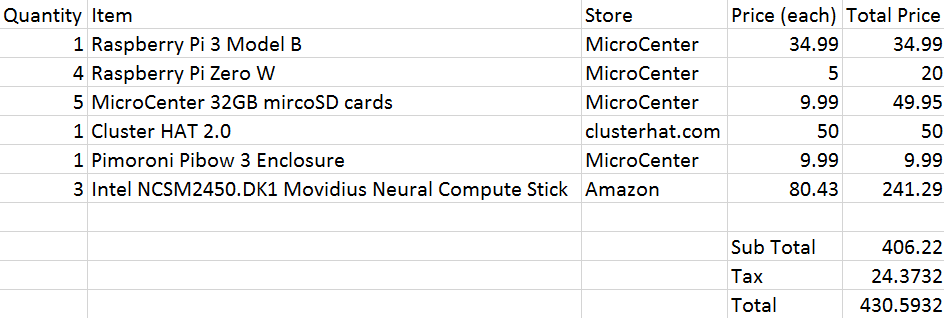 Quantity Item Store Price (each) Total Price
1 Raspberry Pi 3 Model B MicroCenter 34.99 34.99
4 Raspberry Pi Zero W MicroCenter 5 20
5 MicroCenter 32GB mircoSD cards MicroCenter 9.99 49.95
1 Cluster HAT 2.0 clusterhat.com 50 50
1 Pimoroni Pibow 3 Enclosure MicroCenter 9.99 9.99
3 Intel NCSM2450.DK1 Movidius Neural Compute Stick Amazon 80.43 241.29
Sub Total 406.22
Tax 24.3732
Total 430.5932